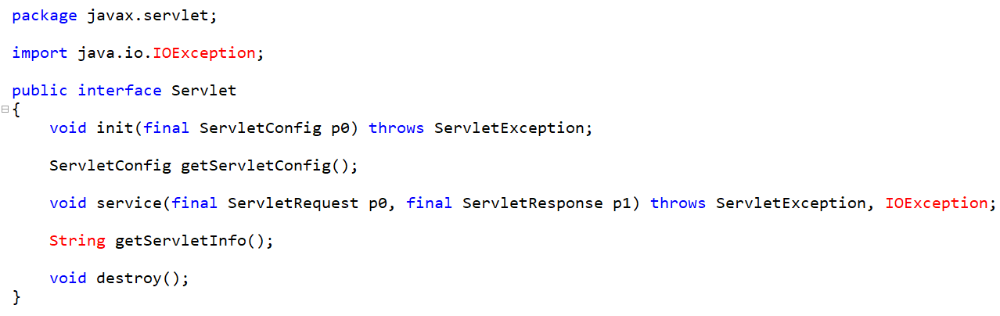 package javax.servlet;
import java.io.IOException;
public interface Servlet
{
void init(final ServletConfig p0) throws ServletException;
ServletConfig getServletConfig();
void service(final ServletRequest p0, final ServletResponse p1) throws ServletException, IOException;
String getServletInfo();
void destroy();
}